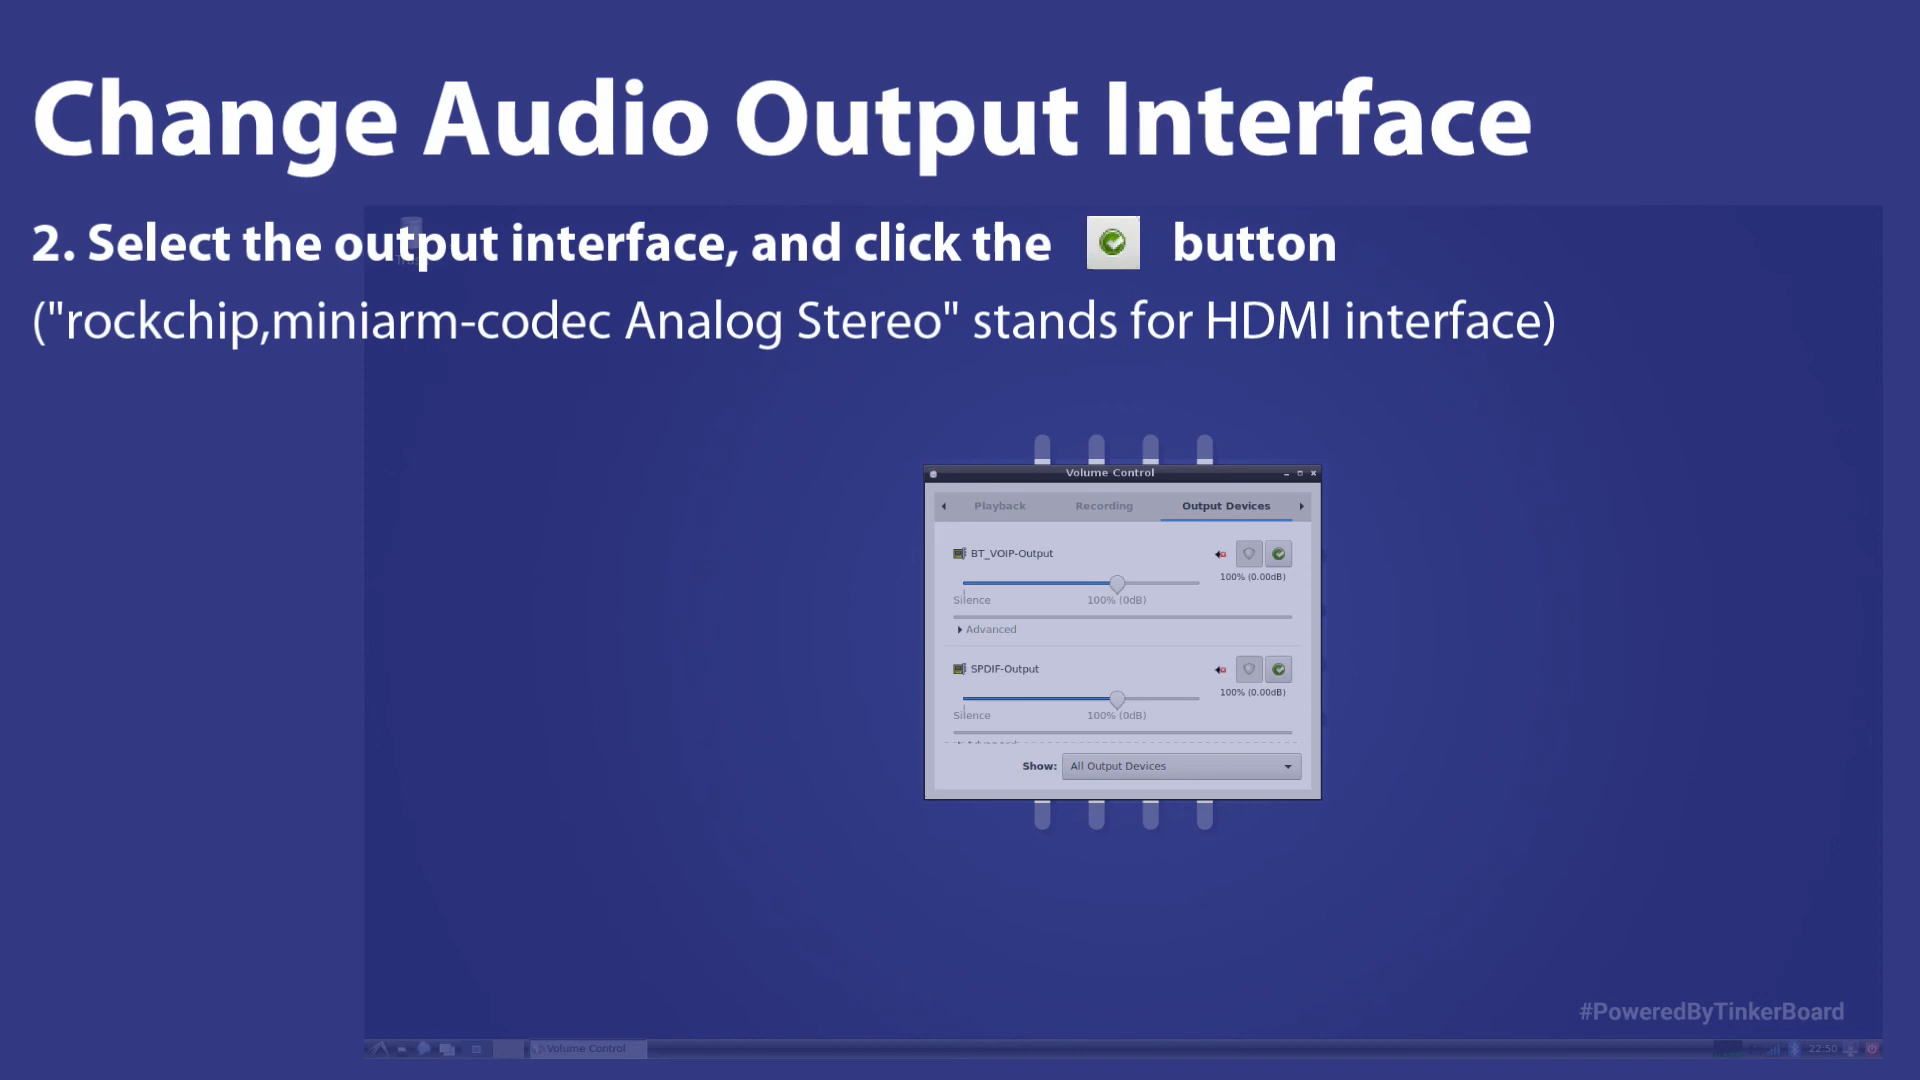 Change Audio Output Interface
2. Select the output interface, and click the button
("rockchip,miniarm-codec Analog Stereo" stands for HDMI interface)
Volume Control
Playback Recording Output Devices
BT_VOIP-Output
100% (0.00dB)
Silence 100% (0dB)
Advanced
SPDIF-Output
100% (0.00dB)
Silence 100% (0dB)
Show: All Output Devices
#PoweredByTinkerBoard
Volume Control 22:50